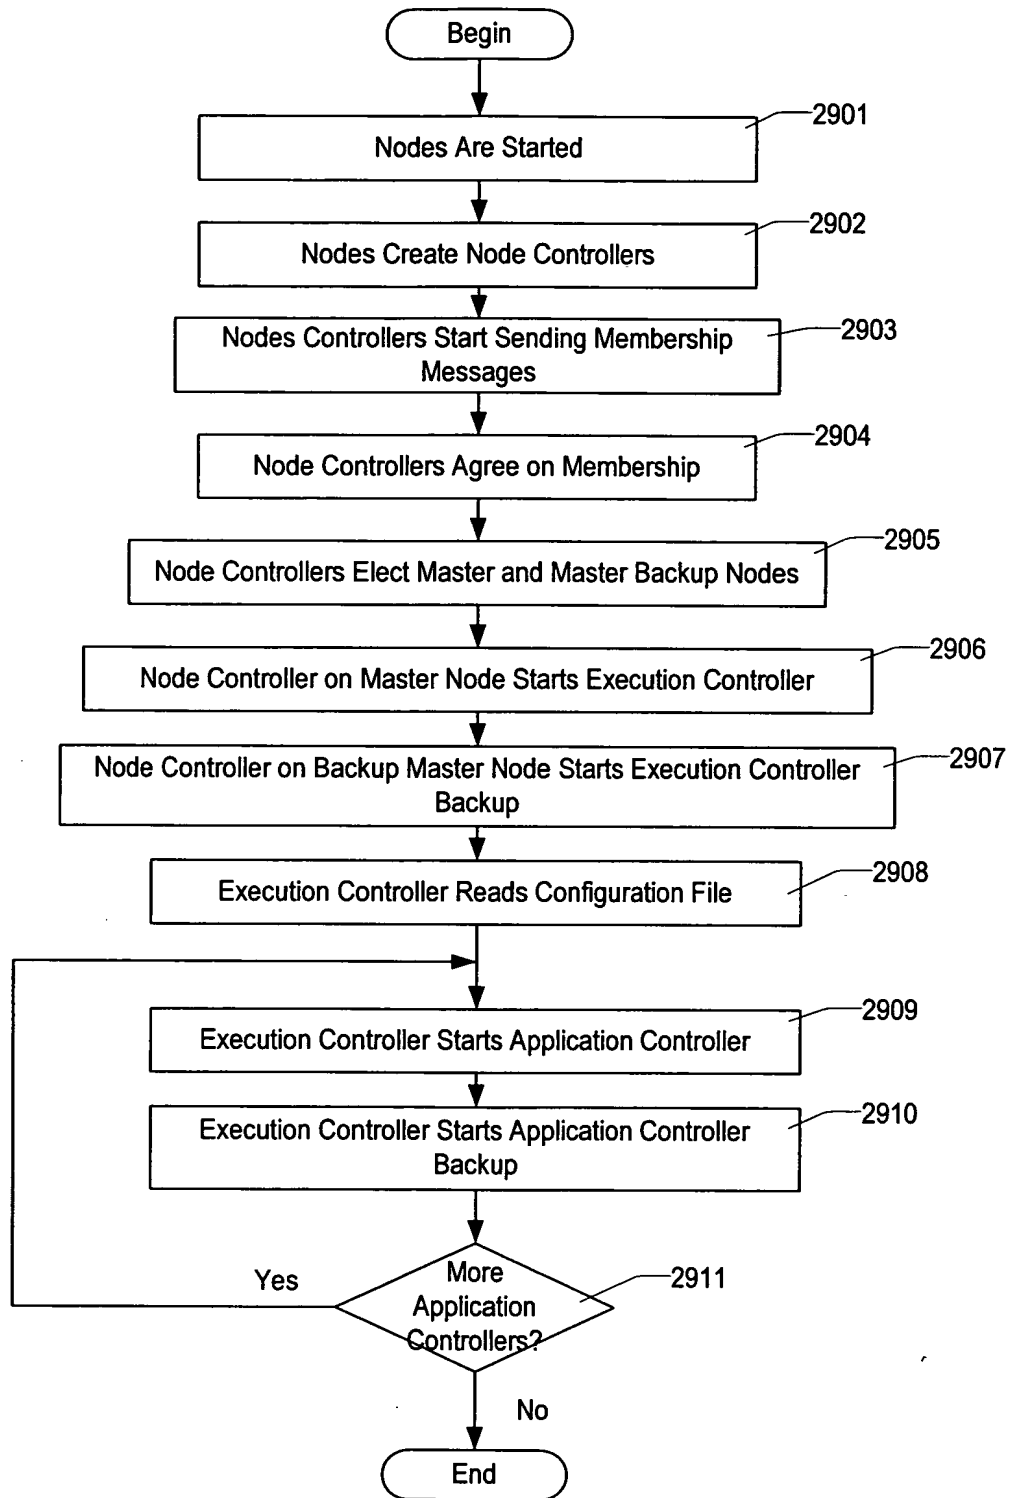 Begin
2901
Nodes Are Started
2902
Nodes Create Node Controllers
2903
Nodes Controllers Start Sending Membership
Messages
2904
Node Controllers Agree on Membership
2905
Node Controllers Elect Master and Master Backup Nodes
2906
Node Controller on Master Node Starts Execution Controller
2907
Node Controller on Backup Master Node Starts Execution Controller
Backup
2908
Execution Controller Reads Configuration File
2909
Execution Controller Starts Application Controller
2910
Execution Controller Starts Application Controller
Backup
Yes
2911
More
Application
Controllers?
No
End